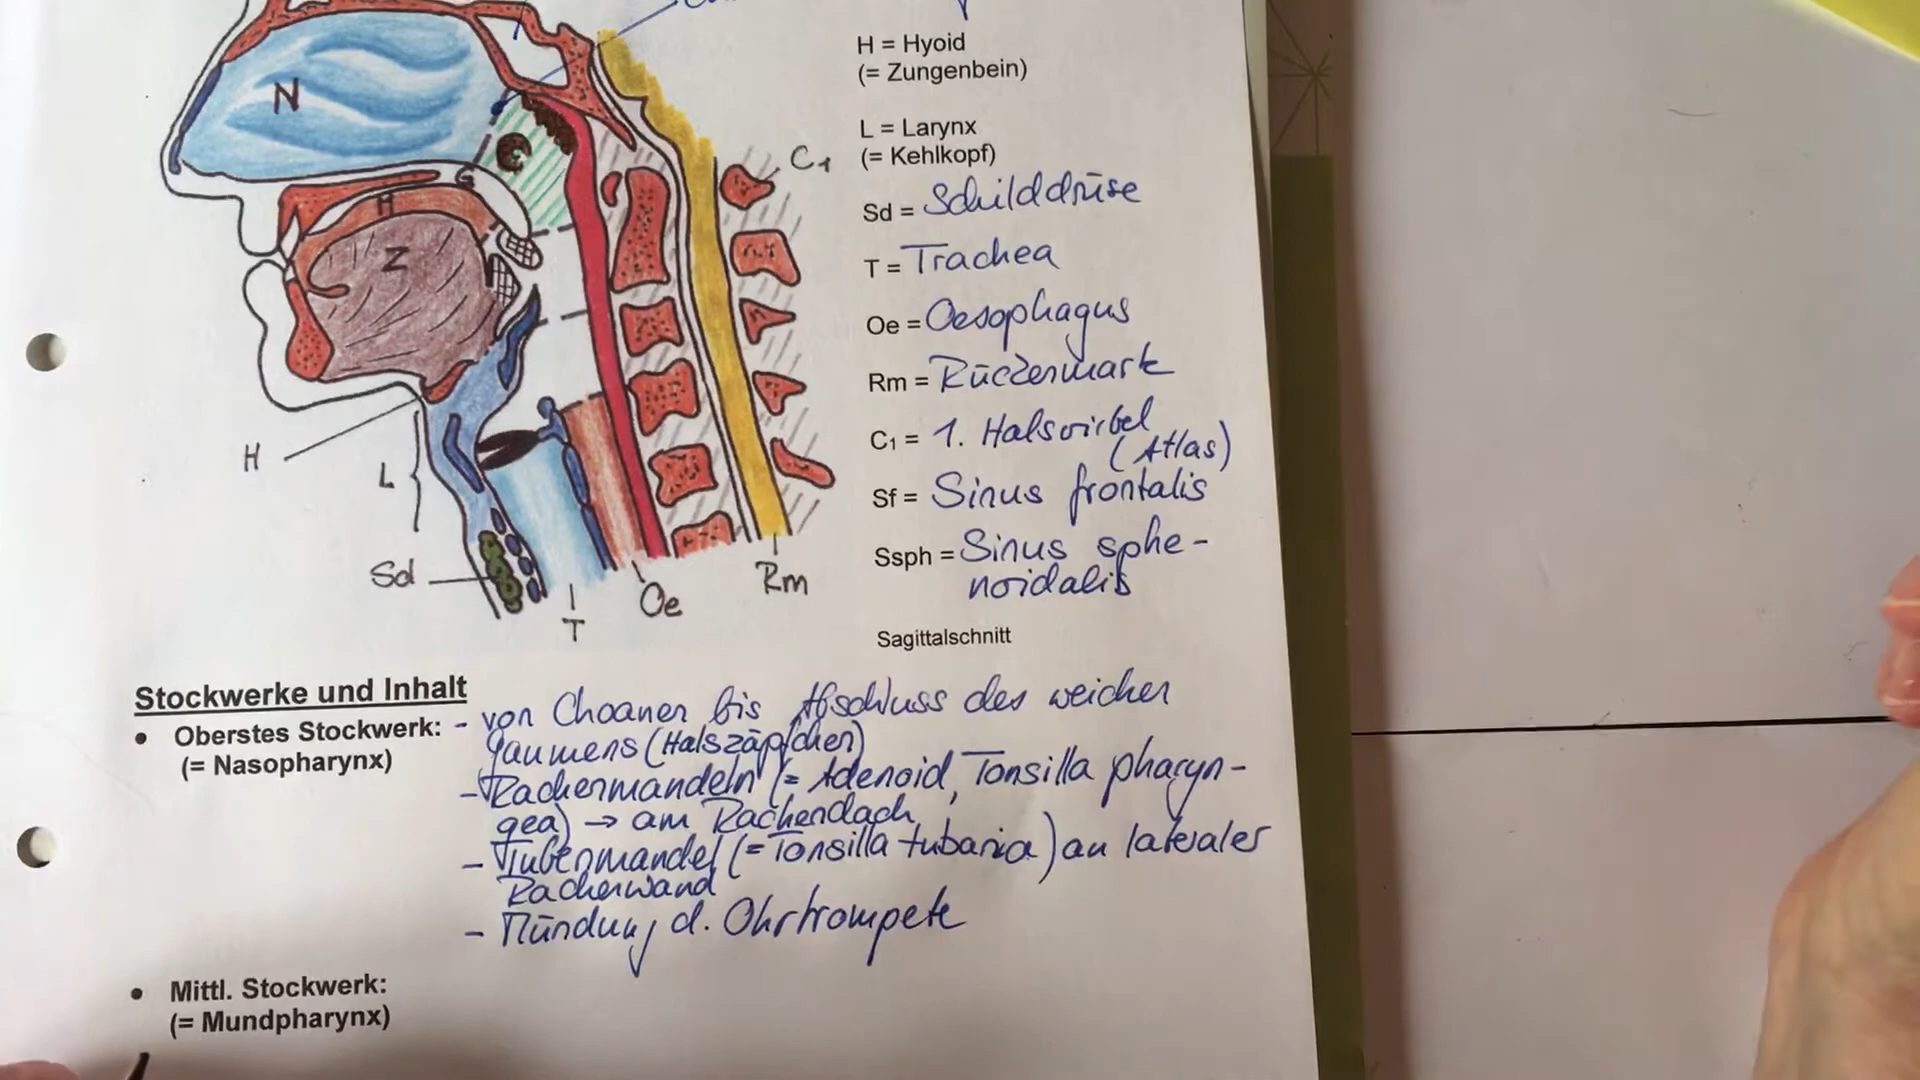 N
H = Hyoid
(= Zungenbein)
L = Larynx
(= Kehlkopf)
C1
Sd = Schilddrüse
T = Trachea
Oe = Oesophagus
Rm = Rückenmark
C1 = 1. Halswirbel
(Atlas)
Sf = Sinus frontalis
Ssph = Sinus sphe-
noidalis
Sagittalschnitt
G
H
Z
H
L
Sd
T
Oe
Rm
Stockwerke und Inhalt
• Oberstes Stockwerk: - von Choanen bis Abschluss des weichen
(= Nasopharynx) Gaumens (Halszäpfchen)
- Rachenmandeln (= Adenoid, Tonsilla pharyn-
gea) → am Rachendach
- Tubenmandel (= Tonsilla tubaria) an lateraler
Rachenwand
- Mündung d. Ohrtrompete
• Mittl. Stockwerk:
(= Mundpharynx)